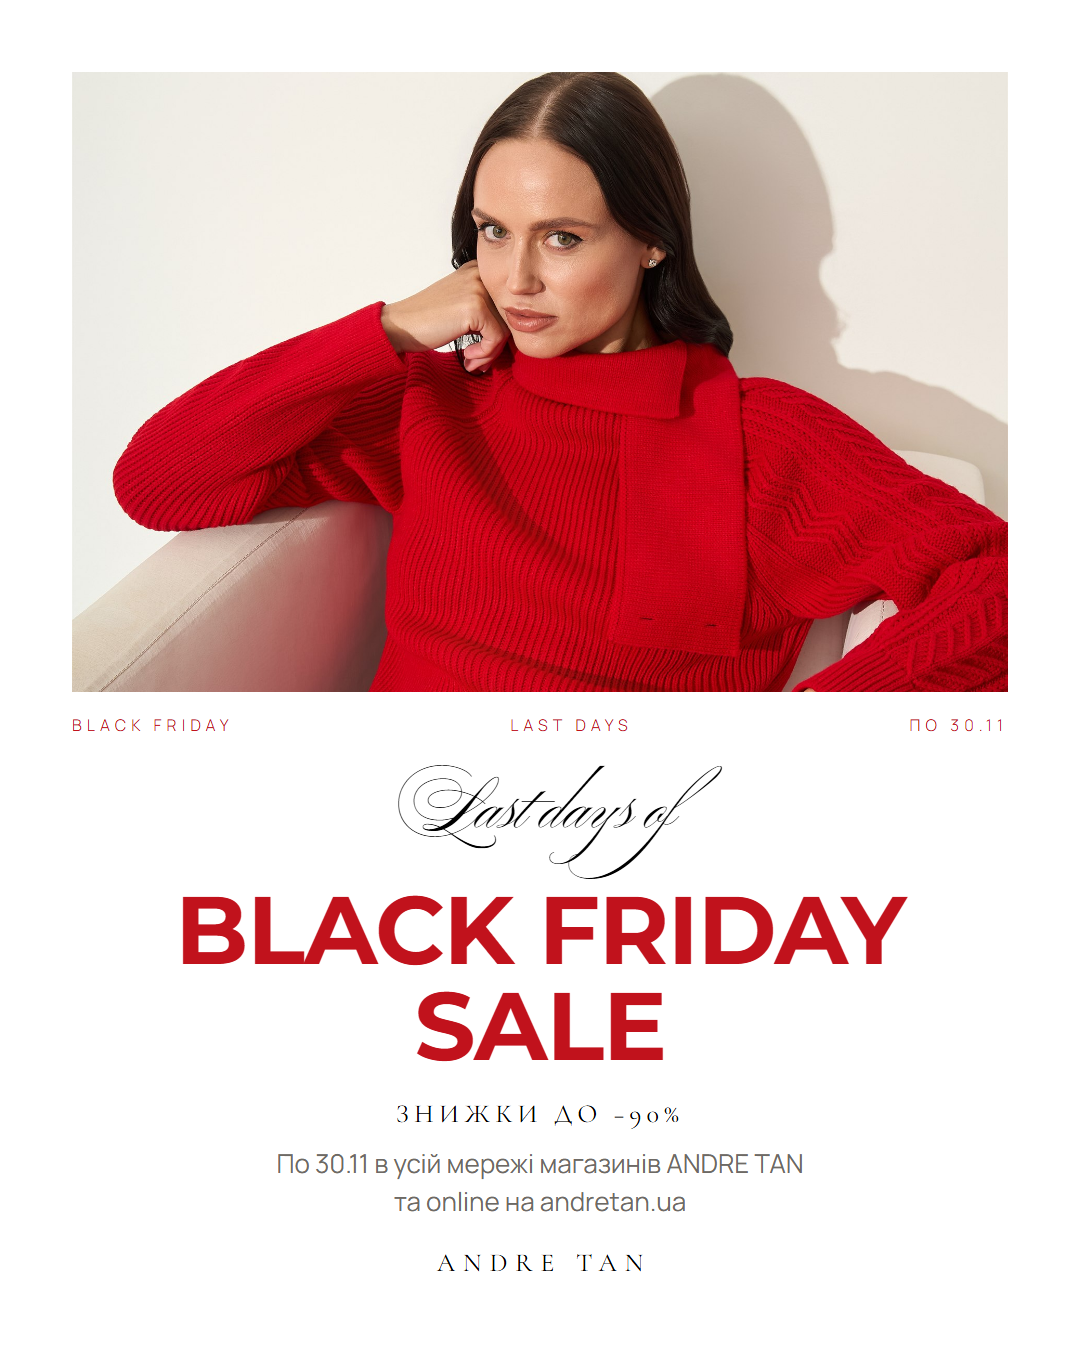 BLACK FRIDAY LAST DAYS ПО 30.11
Last days of
BLACK FRIDAY
SALE
ЗНИЖКИ ДО -90%
По 30.11 в усій мережі магазинів ANDRE TAN
та online на andretan.ua
ANDRE TAN